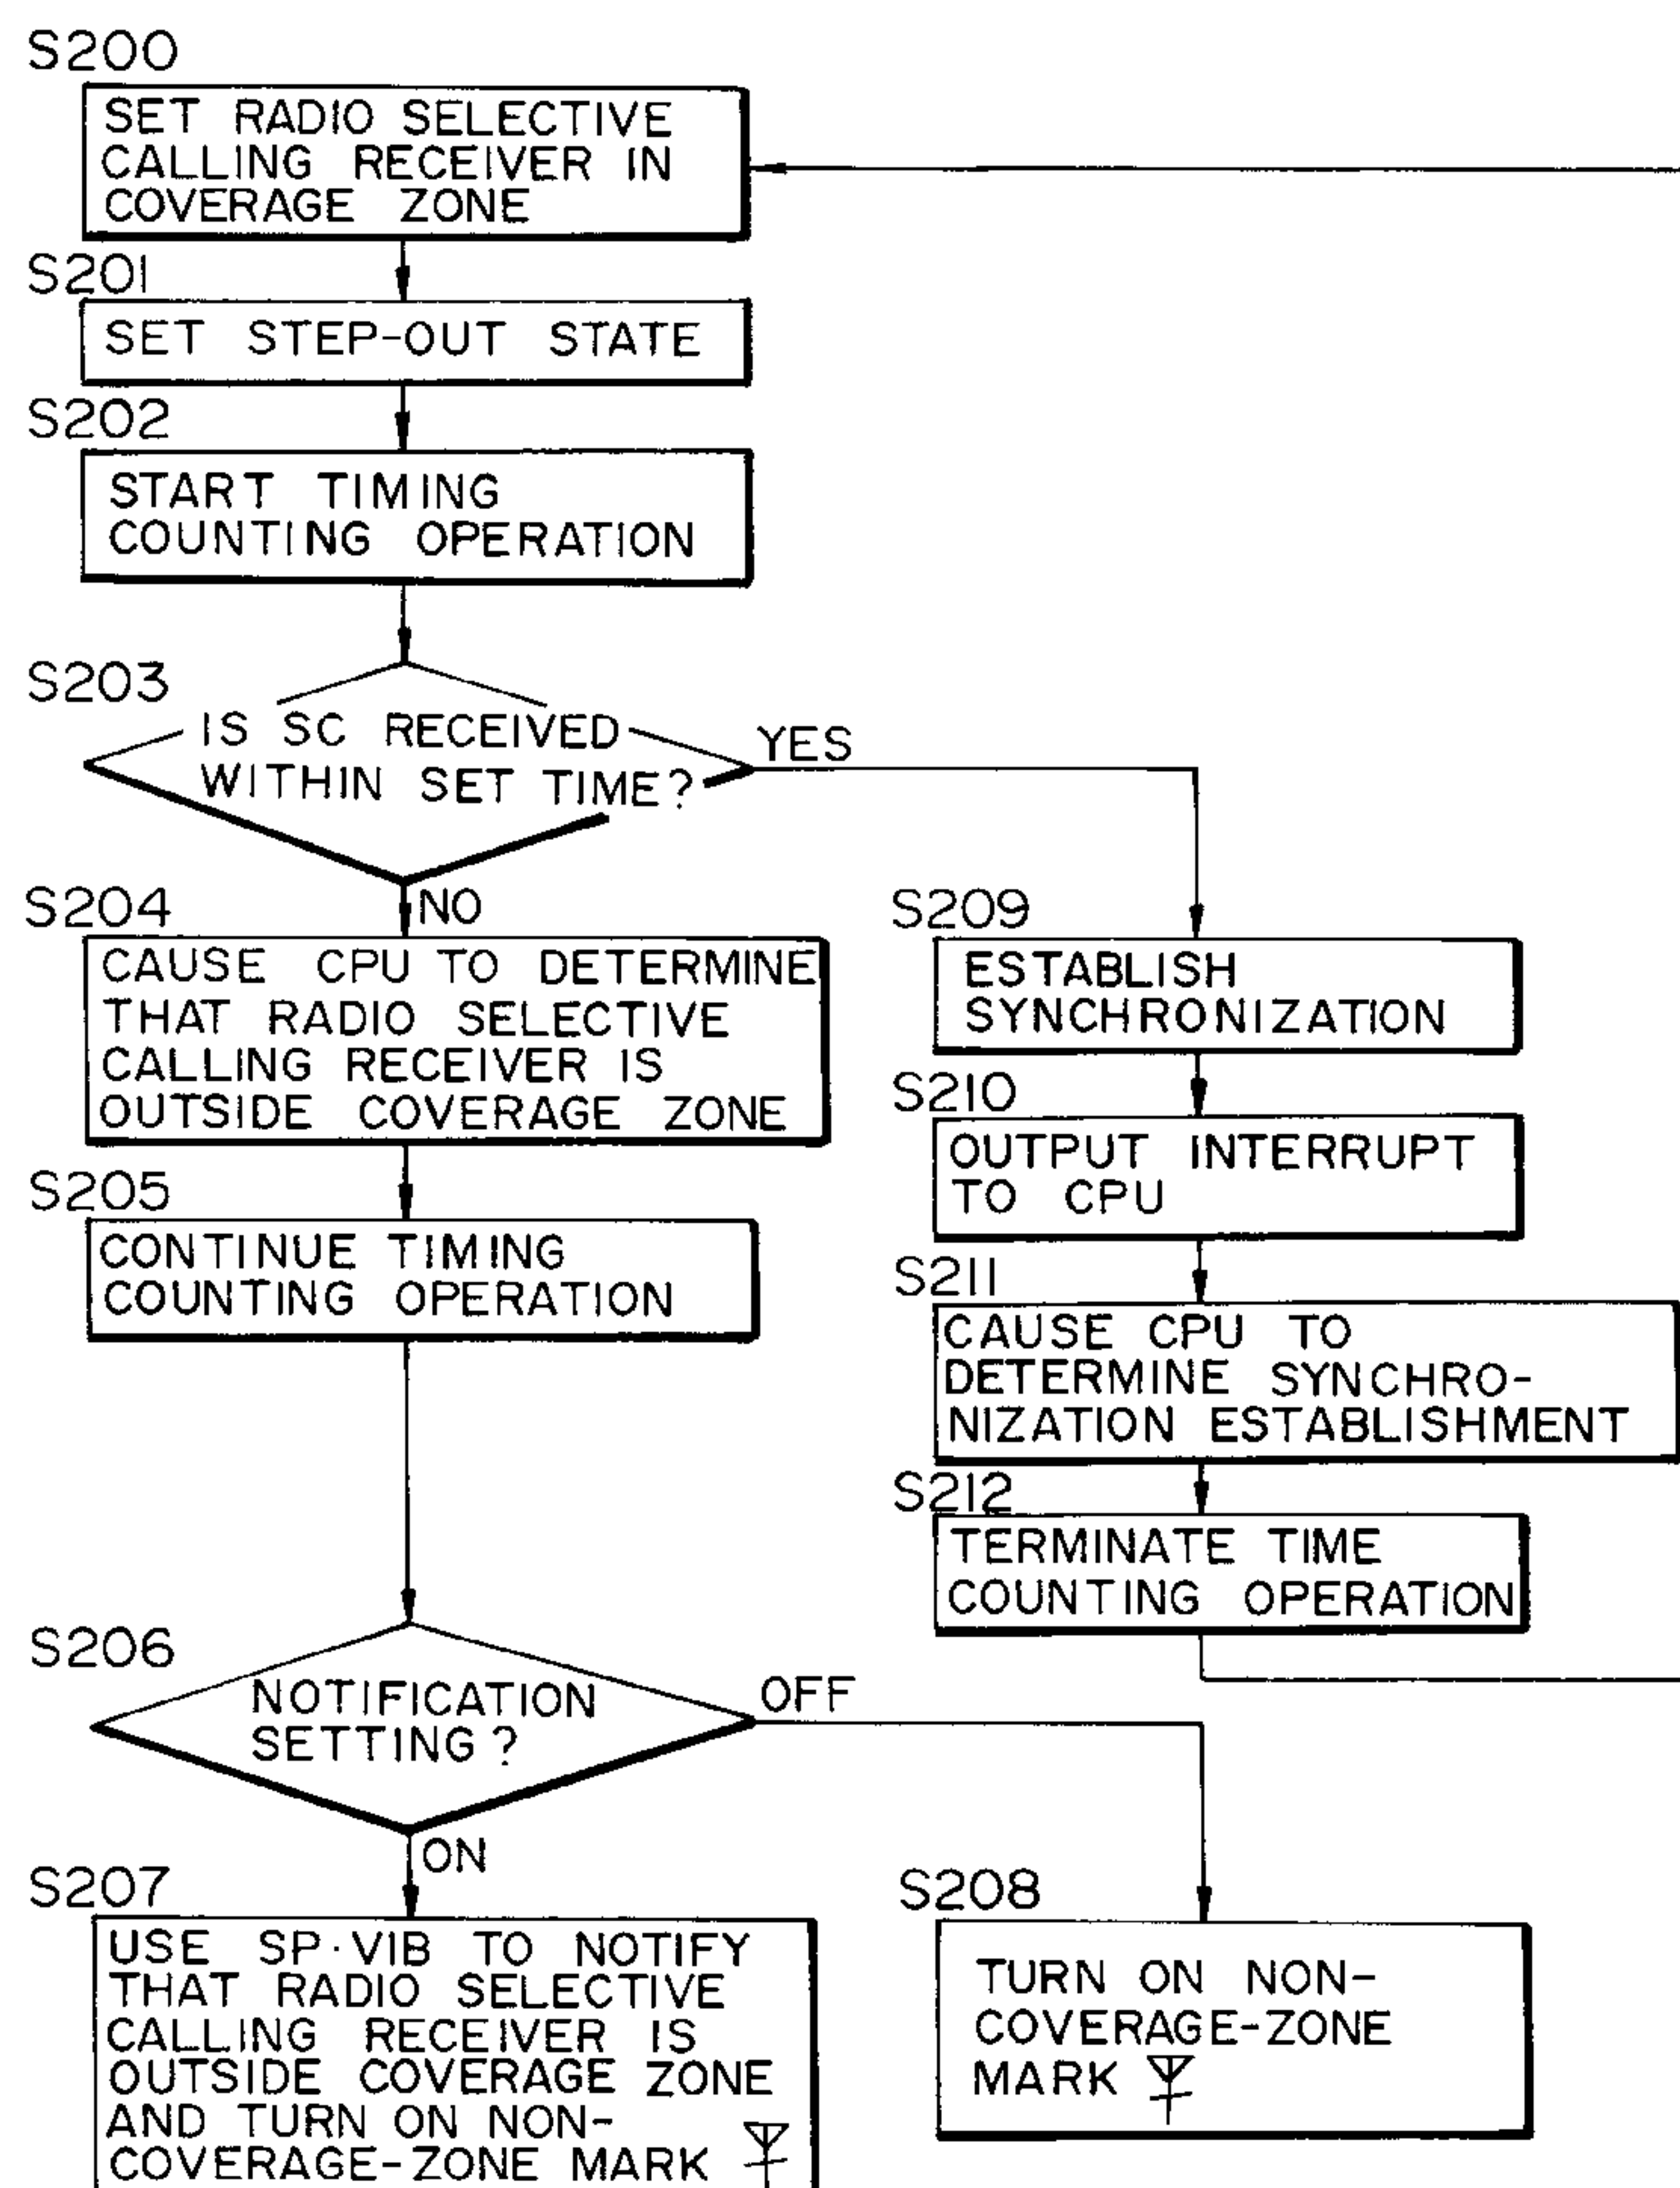 S200
SET RADIO SELECTIVE
CALLING RECEIVER IN
COVERAGE ZONE
S201
SET STEP-OUT STATE
S202
START TIMING
COUNTING OPERATION
S203
IS SC RECEIVED
WITHIN SET TIME?
YES
NO
S204
CAUSE CPU TO DETERMINE
THAT RADIO SELECTIVE
CALLING RECEIVER IS
OUTSIDE COVERAGE ZONE
S205
CONTINUE TIMING
COUNTING OPERATION
S206
NOTIFICATION
SETTING?
OFF
ON
S207
USE SP·VIB TO NOTIFY
THAT RADIO SELECTIVE
CALLING RECEIVER IS
OUTSIDE COVERAGE ZONE
AND TURN ON NON-
COVERAGE-ZONE MARK
S209
ESTABLISH
SYNCHRONIZATION
S210
OUTPUT INTERRUPT
TO CPU
S211
CAUSE CPU TO
DETERMINE SYNCHRO-
NIZATION ESTABLISHMENT
S212
TERMINATE TIME
COUNTING OPERATION
S208
TURN ON NON-
COVERAGE-ZONE
MARK